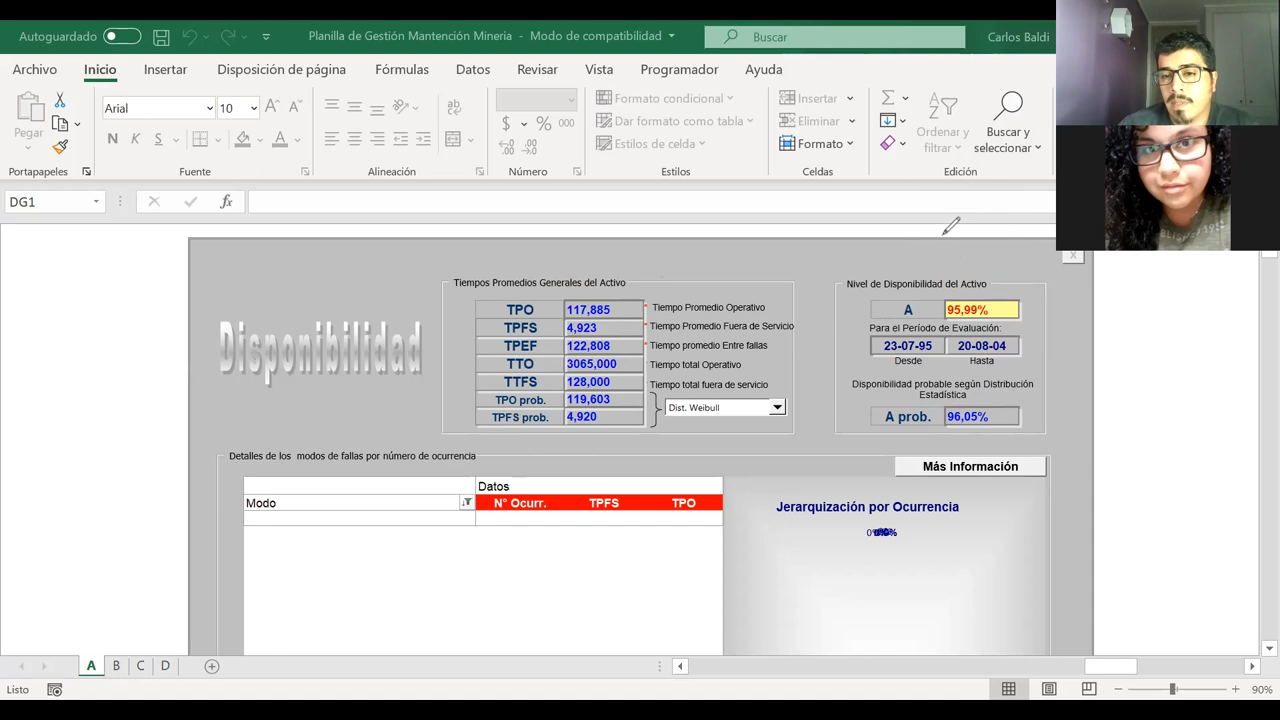 Autoguardado
Planilla de Gestión Mantención Mineria - Modo de compatibilidad
Buscar
Carlos Baldi
Archivo Inicio Insertar Disposición de página Fórmulas Datos Revisar Vista Programador Ayuda
Pegar
Arial 10
N K S A
$ % 000
Formato condicional
Dar formato como tabla
Estilos de celda
Insertar
Eliminar
Formato
Ordenar y filtrar
Buscar y seleccionar
Portapapeles Fuente Alineación Número Estilos Celdas Edición
DG1 fx
Disponibilidad
Tiempos Promedios Generales del Activo
TPO 117,885 * Tiempo Promedio Operativo
TPFS 4,923 * Tiempo Promedio Fuera de Servicio
TPEF 122,808 * Tiempo promedio Entre fallas
TTO 3065,000 Tiempo total Operativo
TTFS 128,000 Tiempo total fuera de servicio
TPO prob. 119,603
TPFS prob. 4,920
Dist. Weibull
Nivel de Disponibilidad del Activo
A 95,99%
Para el Período de Evaluación:
23-07-95 20-08-04
Desde Hasta
Disponibilidad probable según Distribución
Estadística
A prob. 96,05%
Detalles de los modos de fallas por número de ocurrencia
Más Información
Datos
Modo N° Ocurr. TPFS TPO
Jerarquización por Ocurrencia
A B C D
Listo
90%